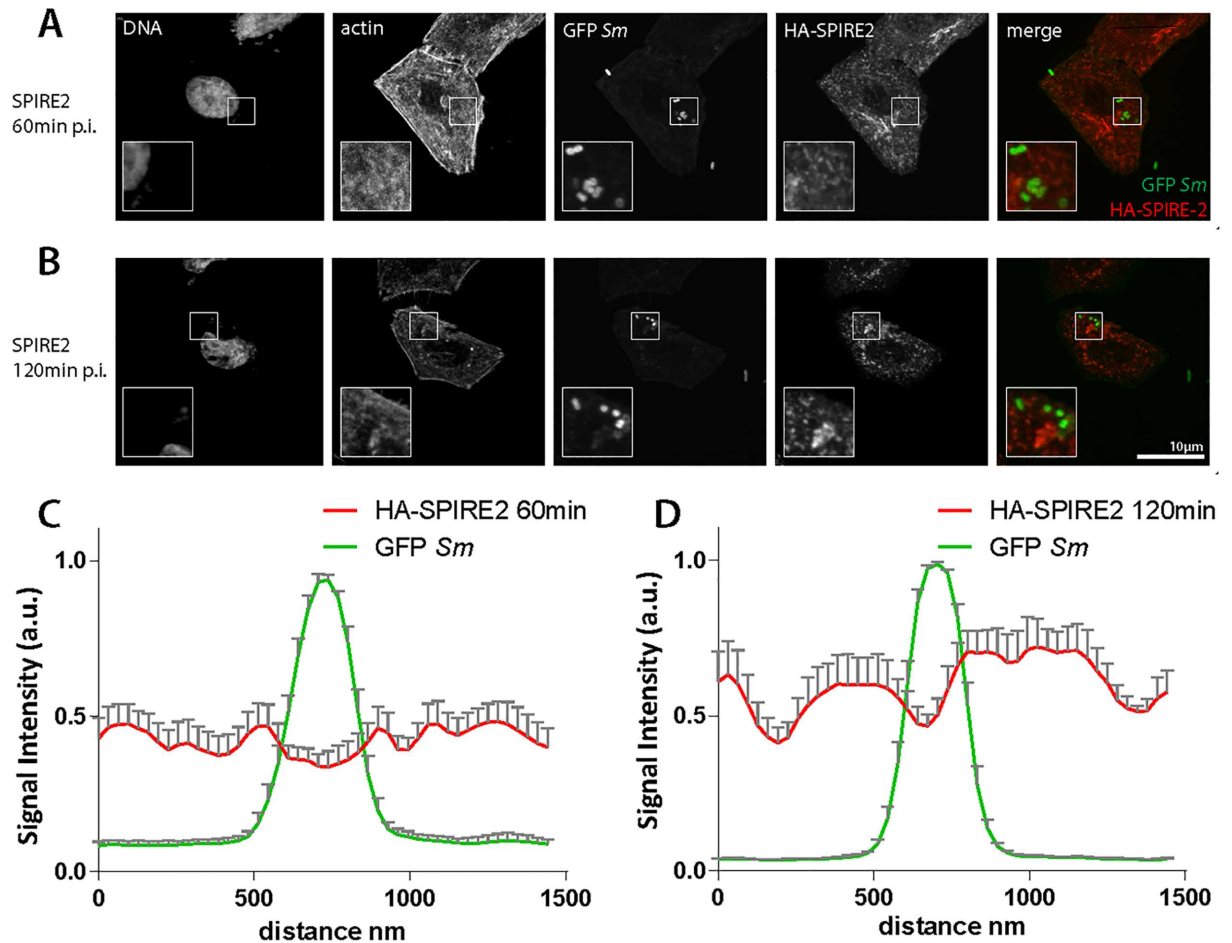 A
DNA
actin
GFP Sm
HA-SPIRE2
merge
SPIRE2
60min p.i.
GFP Sm
HA-SPIRE-2
B
SPIRE2
120min p.i.
10µm
C
HA-SPIRE2 60min
GFP Sm
1.0
0.5
0.0
Signal Intensity (a.u.)
0
500
1000
1500
distance nm
D
HA-SPIRE2 120min
GFP Sm
1.0
0.5
0.0
Signal Intensity (a.u.)
0
500
1000
1500
distance nm